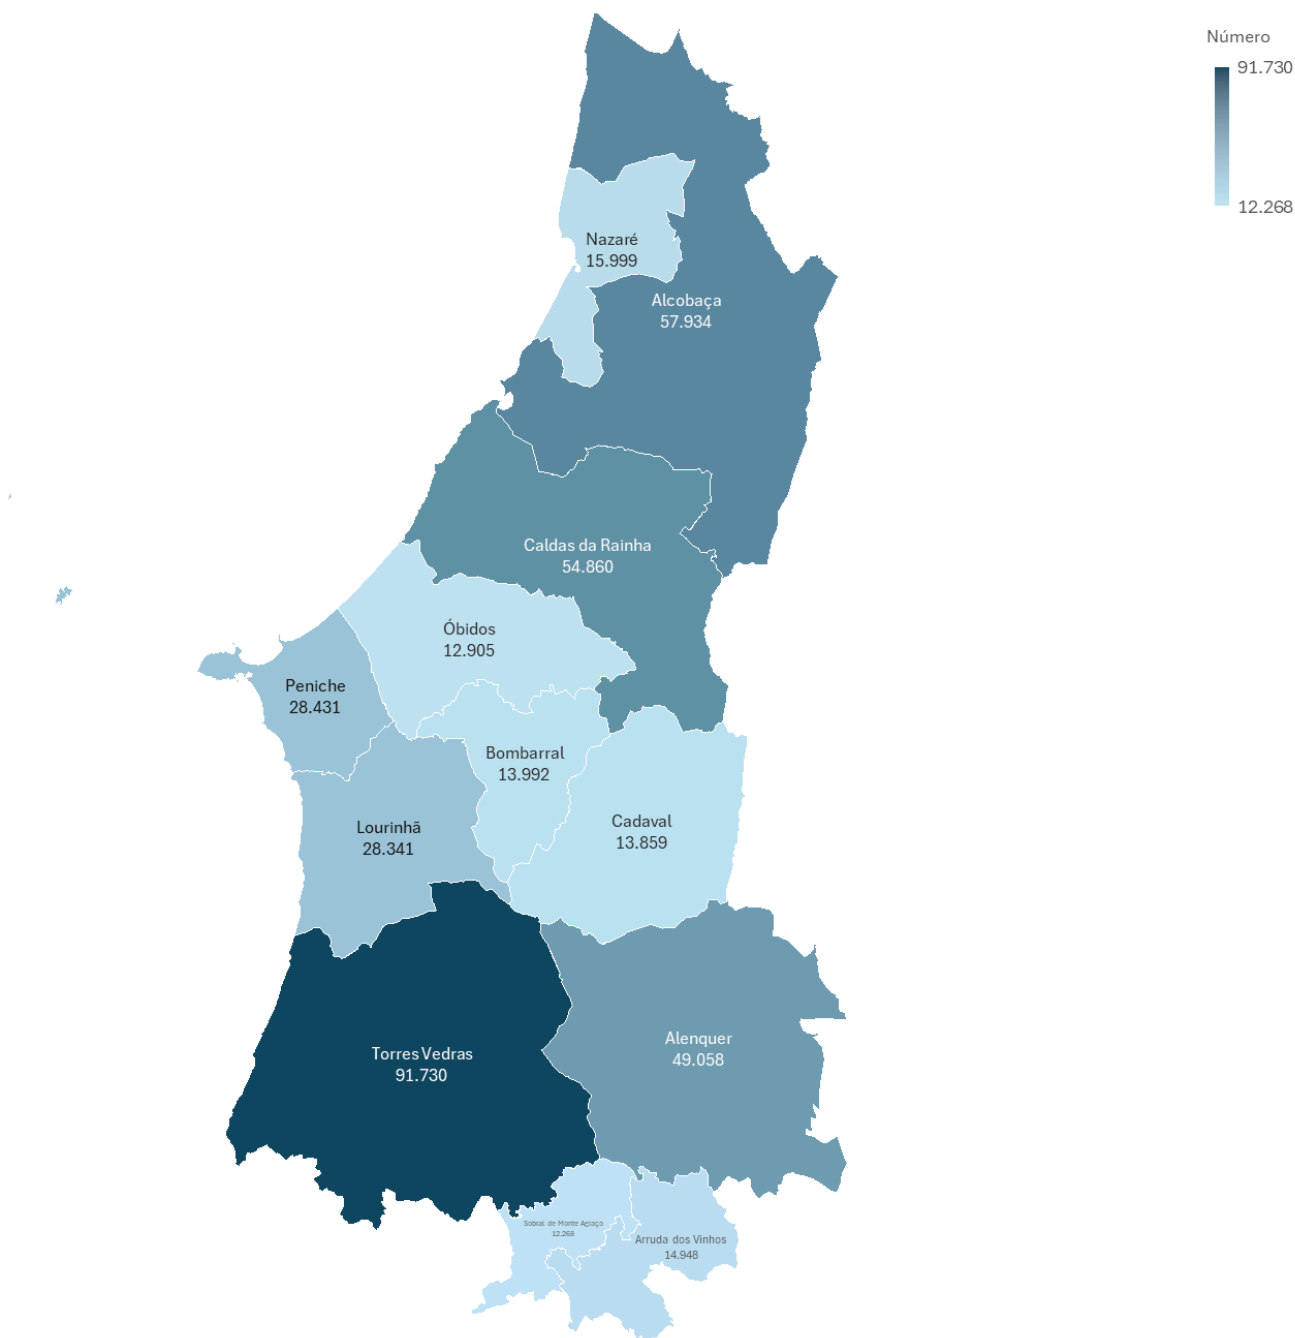 Número
91.730
12.268
Nazaré
15.999
Alcobaça
57.934
Caldas da Rainha
54.860
Óbidos
12.905
Peniche
28.431
Bombarral
13.992
Cadaval
13.859
Lourinhã
28.341
Torres Vedras
91.730
Alenquer
49.058
Sobral de Monte Agraço
12.268
Arruda dos Vinhos
14.948